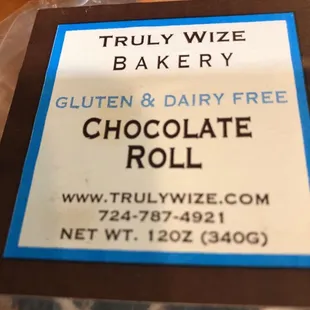 TRULY WIZE
BAKERY
GLUTEN & DAIRY FREE
CHOCOLATE
ROLL
WWW.TRULYWIZE.COM
724-787-4921
NET WT. 12OZ (340G)